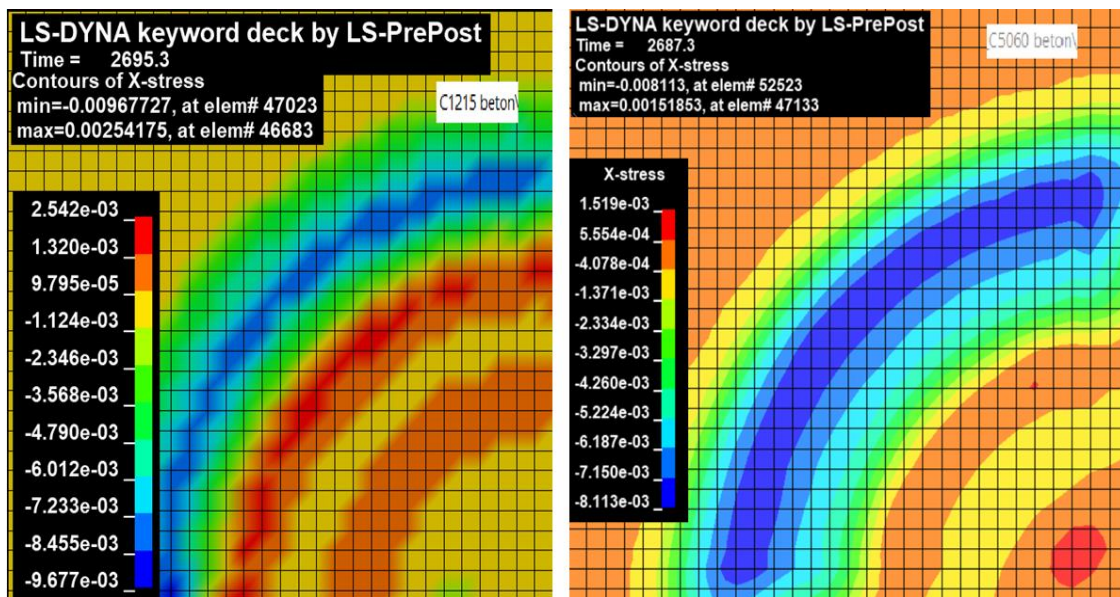 LS-DYNA keyword deck by LS-PrePost
Time = 2695.3
Contours of X-stress
min=-0.00967727, at elem# 47023
max=0.00254175, at elem# 46683
C1215 beton\
2.542e-03
1.320e-03
9.795e-05
-1.124e-03
-2.346e-03
-3.568e-03
-4.790e-03
-6.012e-03
-7.233e-03
-8.455e-03
-9.677e-03
LS-DYNA keyword deck by LS-PrePost
Time = 2687.3
Contours of X-stress
min=-0.008113, at elem# 52523
max=0.00151853, at elem# 47133
C5060 beton\
X-stress
1.519e-03
5.554e-04
-4.078e-04
-1.371e-03
-2.334e-03
-3.297e-03
-4.260e-03
-5.224e-03
-6.187e-03
-7.150e-03
-8.113e-03